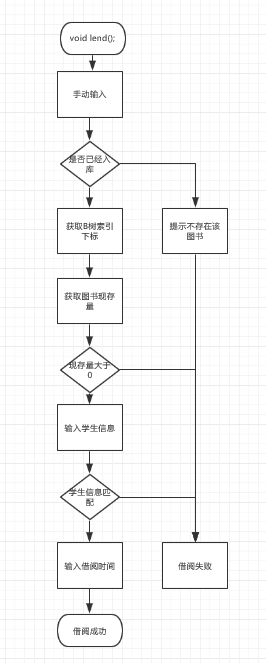 void lend();
手动输入
是否已经入
库
获取B树索引
下标
提示不存在该
图书
获取图书现存
量
现存量大于
0
输入学生信息
学生信息匹
配
输入借阅时间
借阅失败
借阅成功